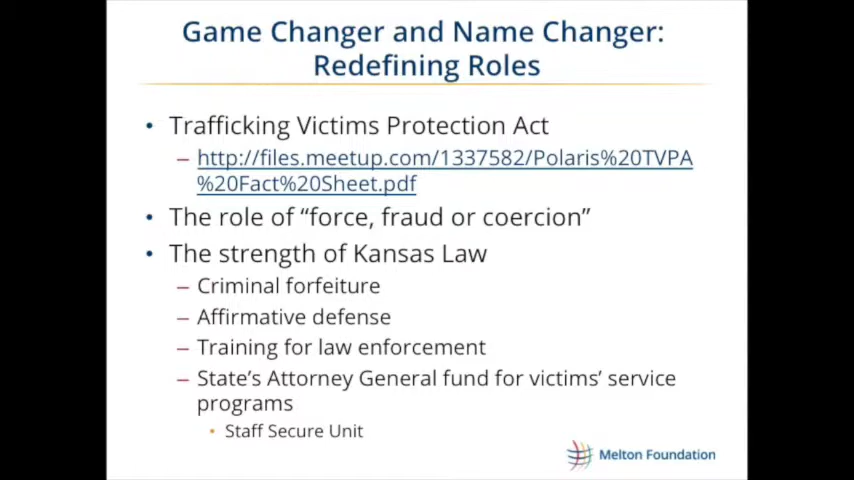 Game Changer and Name Changer:
Redefining Roles
• Trafficking Victims Protection Act
– http://files.meetup.com/1337582/Polaris%20TVPA
%20Fact%20Sheet.pdf
• The role of “force, fraud or coercion”
• The strength of Kansas Law
– Criminal forfeiture
– Affirmative defense
– Training for law enforcement
– State’s Attorney General fund for victims’ service
programs
• Staff Secure Unit
Melton Foundation